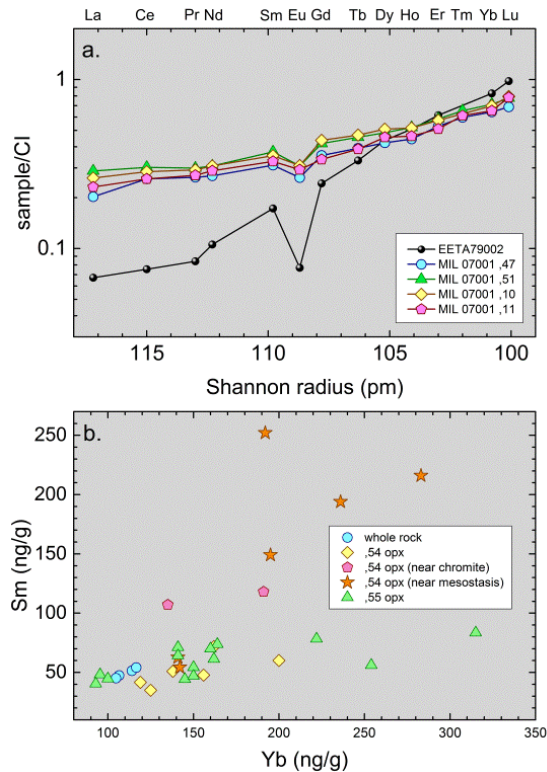 La Ce Pr Nd Sm Eu Gd Tb Dy Ho Er Tm Yb Lu
a.
1
0.1
sample/CI
EETA79002
MIL 07001 ,47
MIL 07001 ,51
MIL 07001 ,10
MIL 07001 ,11
115 110 105 100
Shannon radius (pm)
b.
250
200
150
100
50
Sm (ng/g)
whole rock
,54 opx
,54 opx (near chromite)
,54 opx (near mesostasis)
,55 opx
100 150 200 250 300 350
Yb (ng/g)